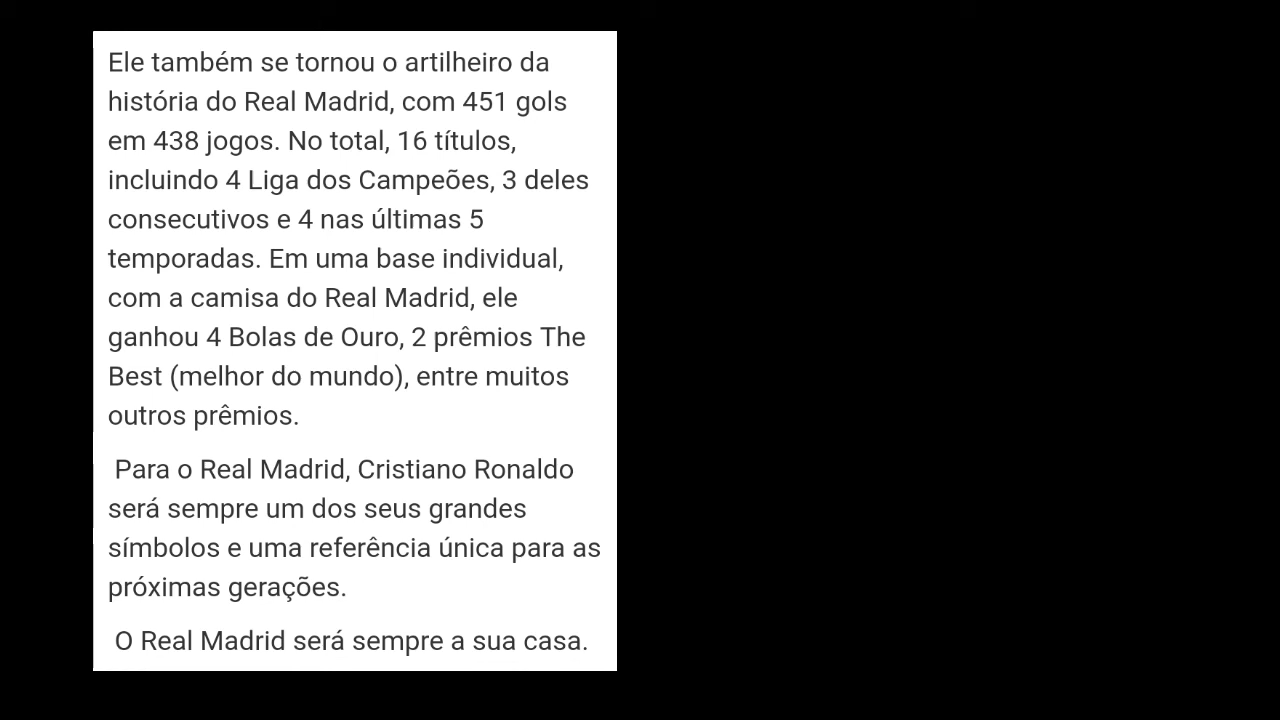 Ele também se tornou o artilheiro da
história do Real Madrid, com 451 gols
em 438 jogos. No total, 16 títulos,
incluindo 4 Liga dos Campeões, 3 deles
consecutivos e 4 nas últimas 5
temporadas. Em uma base individual,
com a camisa do Real Madrid, ele
ganhou 4 Bolas de Ouro, 2 prêmios The
Best (melhor do mundo), entre muitos
outros prêmios.
Para o Real Madrid, Cristiano Ronaldo
será sempre um dos seus grandes
símbolos e uma referência única para as
próximas gerações.
O Real Madrid será sempre a sua casa.